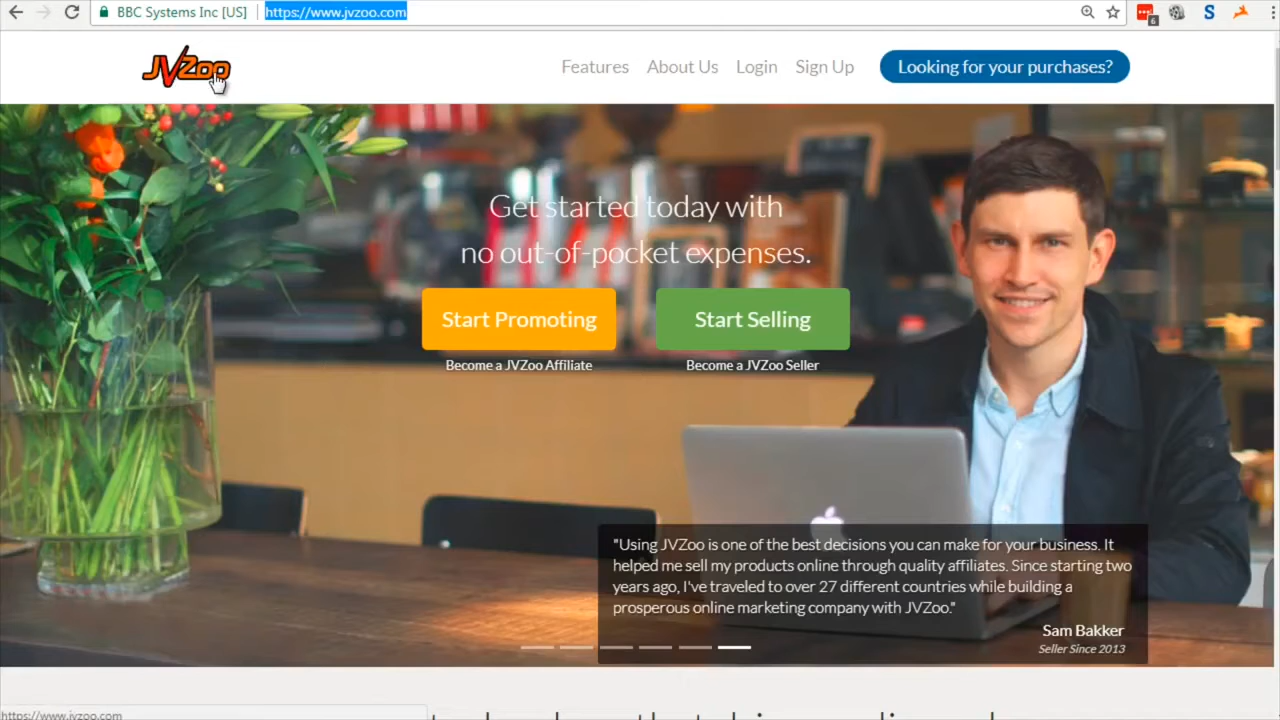 BBC Systems Inc [US]
https://www.jvzoo.com
6
S
JVZoo
Features
About Us
Login
Sign Up
Looking for your purchases?
Get started today with
no out-of-pocket expenses.
Start Promoting
Start Selling
Become a JVZoo Affiliate
Become a JVZoo Seller
"Using JVZoo is one of the best decisions you can make for your business. It
helped me sell my products online through quality affiliates. Since starting two
years ago, I've traveled to over 27 different countries while building a
prosperous online marketing company with JVZoo."
Sam Bakker
Seller Since 2013
https://www.jvzoo.com